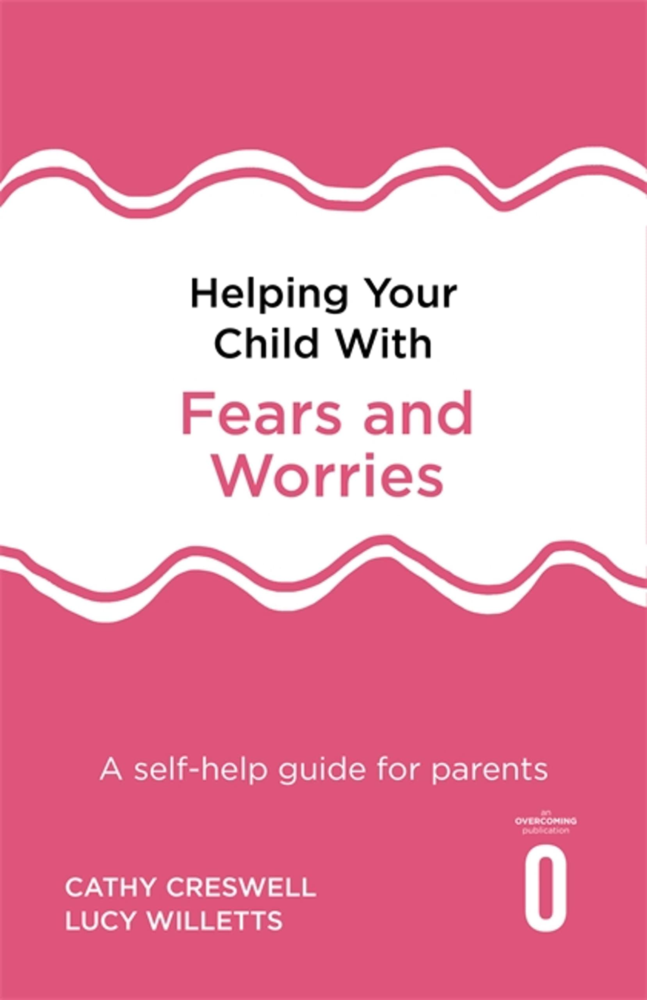 Helping Your
Child With
Fears and
Worries
A self-help guide for parents
an
OVERCOMING
publication
O
CATHY CRESWELL
LUCY WILLETTS